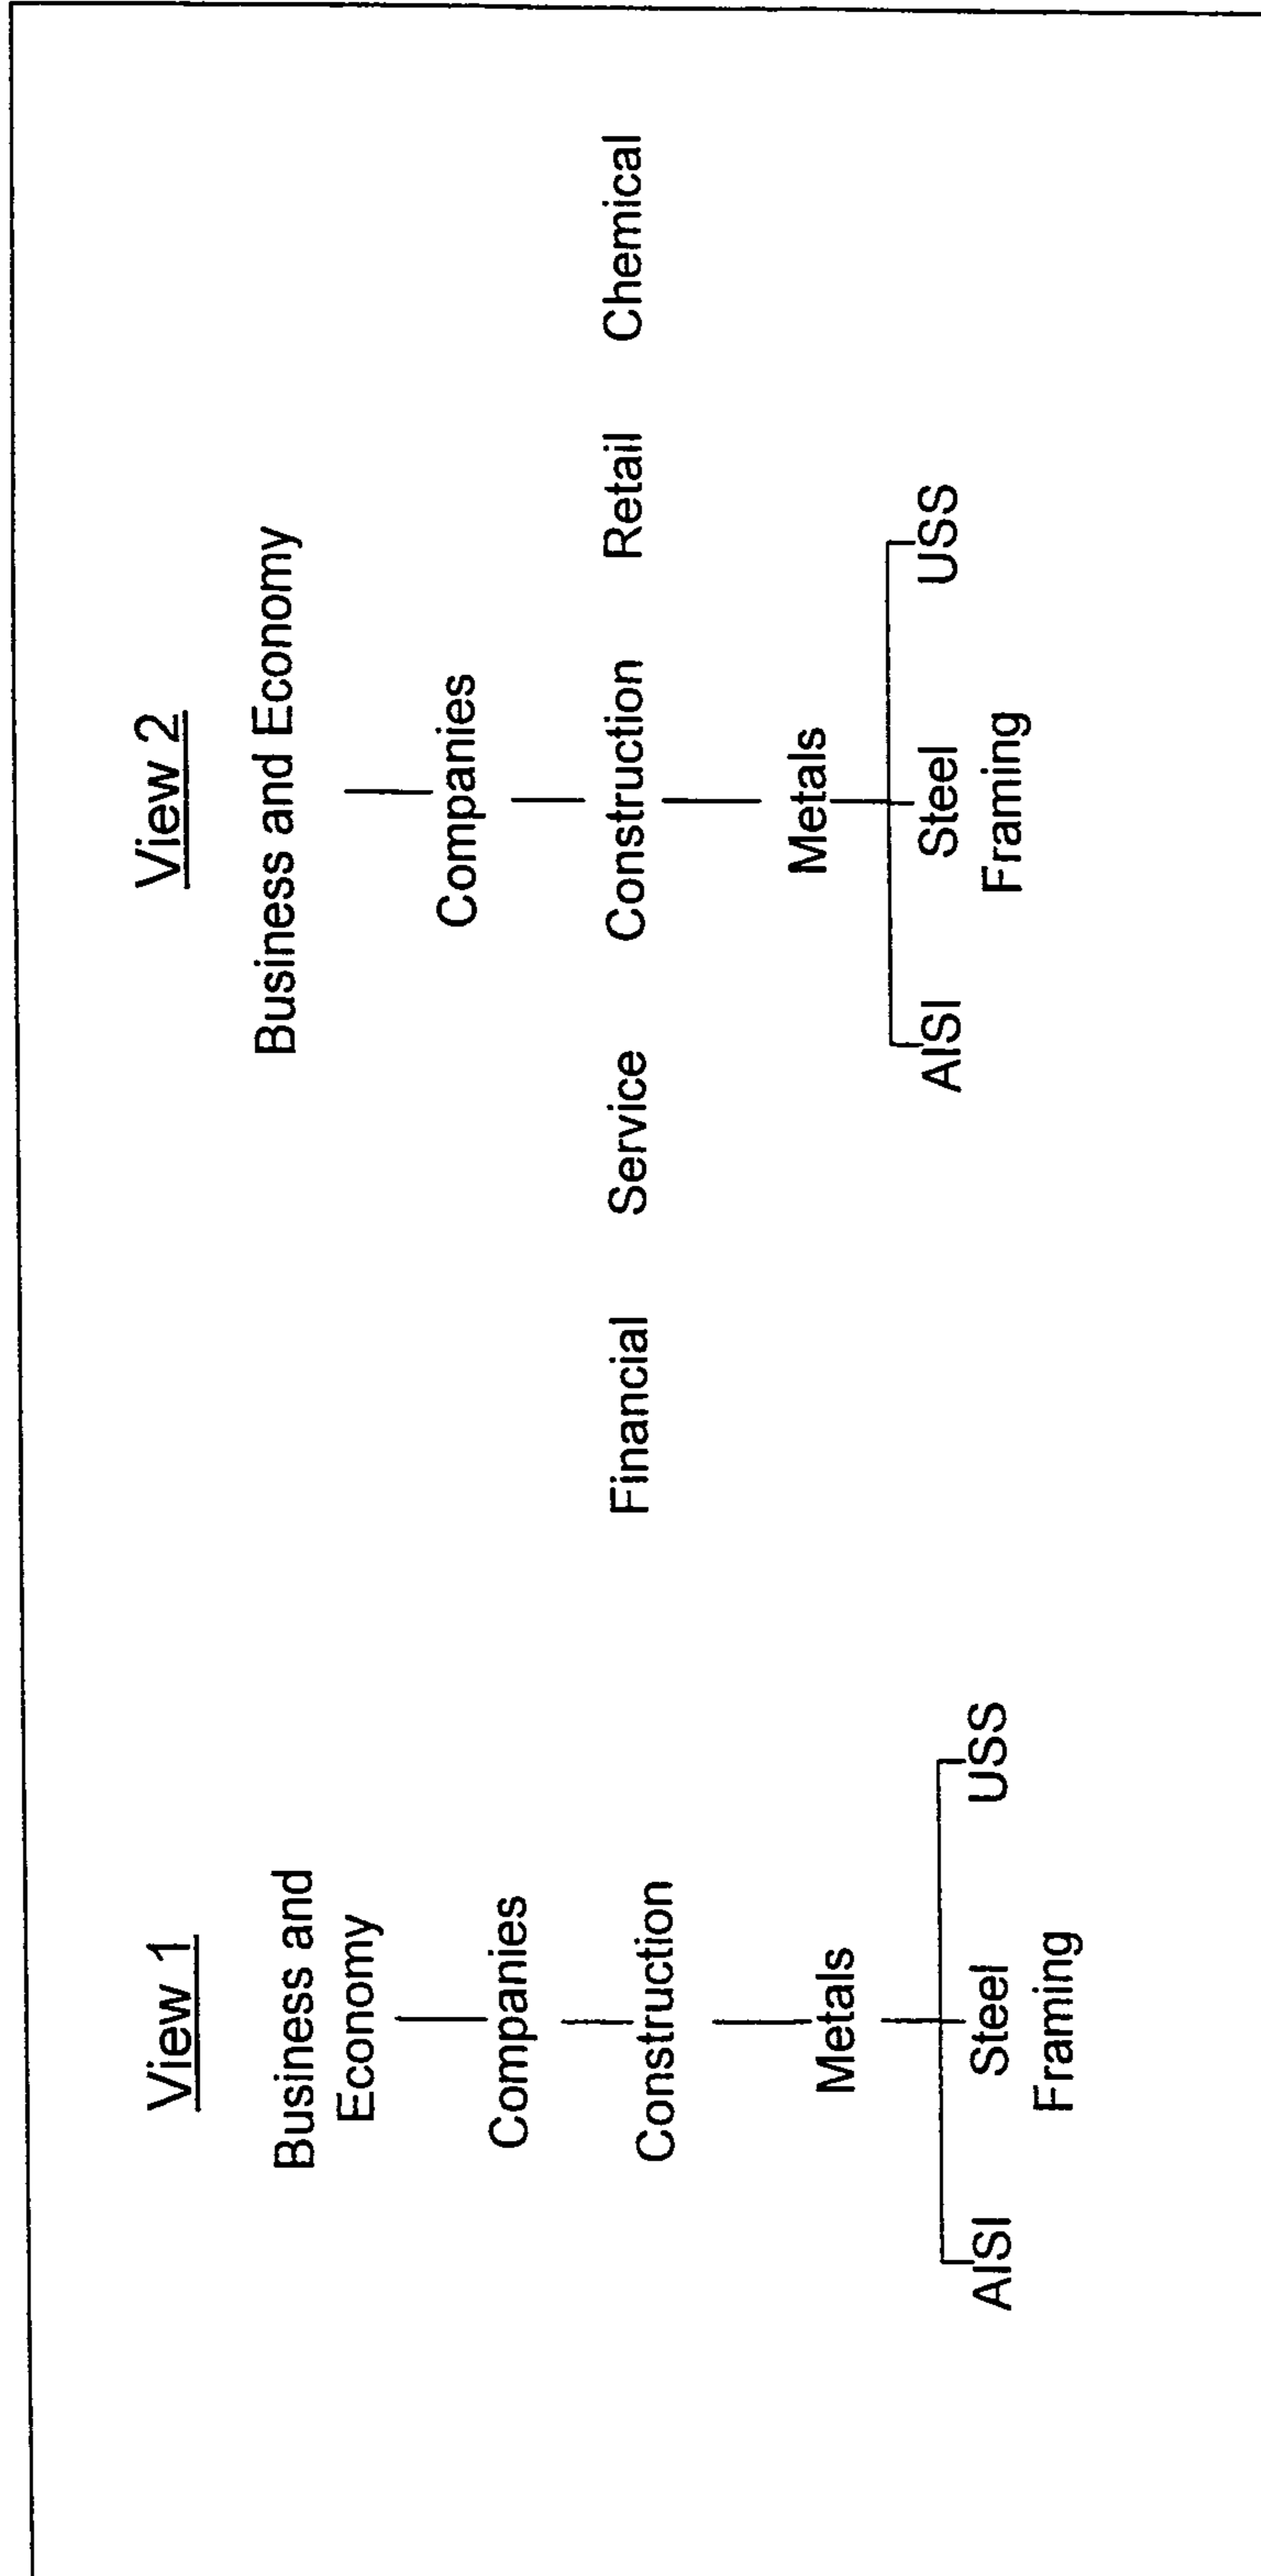 View 1
Business and
Economy
Companies
Construction
Metals
AISI
Steel
Framing
USS
View 2
Business and Economy
Companies
Financial Service Construction Retail Chemical
Metals
AISI
Steel
Framing
USS